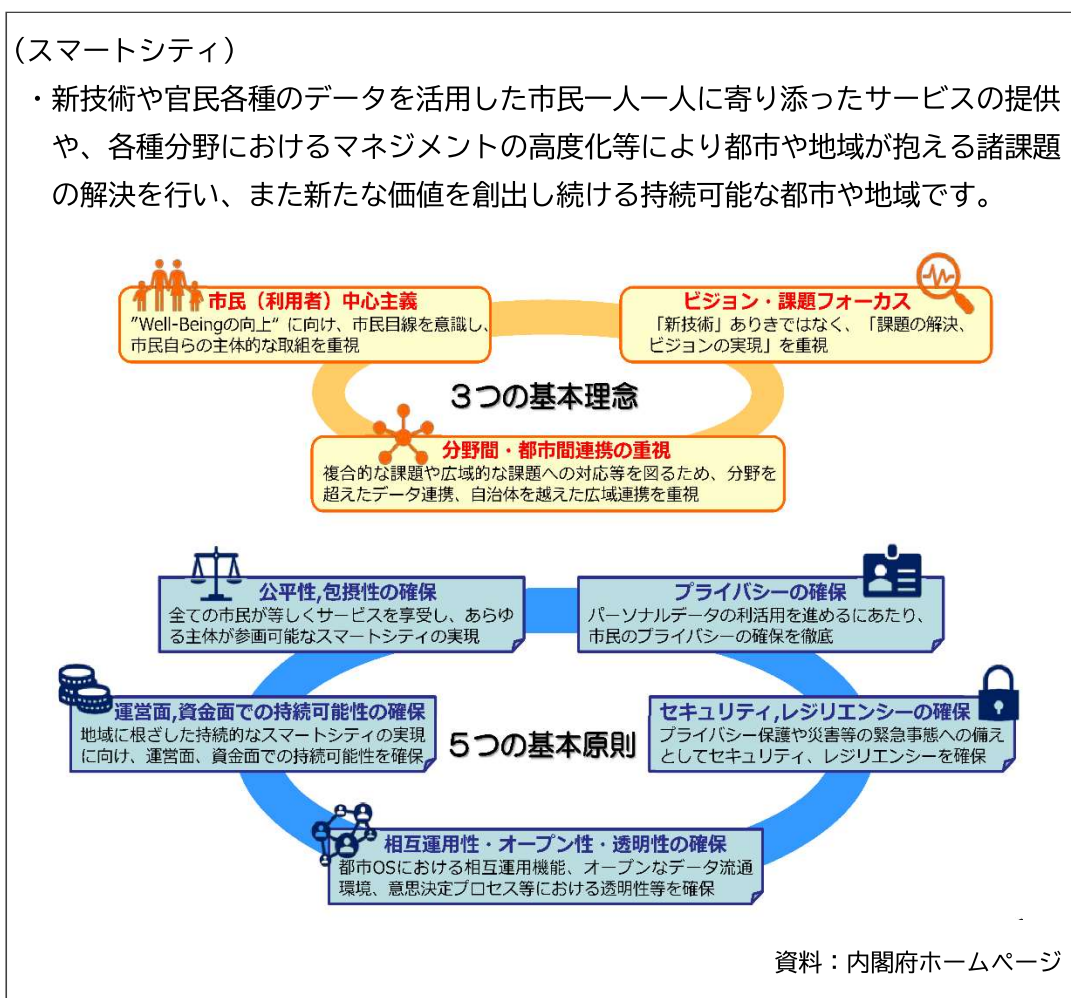 （スマートシティ）
・新技術や官民各種のデータを活用した市民一人一人に寄り添ったサービスの提供
や、各種分野におけるマネジメントの高度化等により都市や地域が抱える諸課題
の解決を行い、また新たな価値を創出し続ける持続可能な都市や地域です。
市民（利用者）中心主義
”Well-Beingの向上“ に向け、市民目線を意識し、
市民自らの主体的な取組を重視
ビジョン・課題フォーカス
「新技術」ありきではなく、「課題の解決、
ビジョンの実現」を重視
３つの基本理念
分野間・都市間連携の重視
複合的な課題や広域的な課題への対応等を図るため、分野を
超えたデータ連携、自治体を越えた広域連携を重視
公平性,包摂性の確保
全ての市民が等しくサービスを享受し、あらゆ
る主体が参画可能なスマートシティの実現
プライバシーの確保
パーソナルデータの利活用を進めるにあたり、
市民のプライバシーの確保を徹底
運営面,資金面での持続可能性の確保
地域に根ざした持続的なスマートシティの実現
に向け、運営面、資金面での持続可能性を確保
セキュリティ,レジリエンシーの確保
プライバシー保護や災害等の緊急事態への備え
としてセキュリティ、レジリエンシーを確保
５つの基本原則
相互運用性・オープン性・透明性の確保
都市OSにおける相互運用機能、オープンなデータ流通
環境、意思決定プロセス等における透明性等を確保
資料：内閣府ホームページ